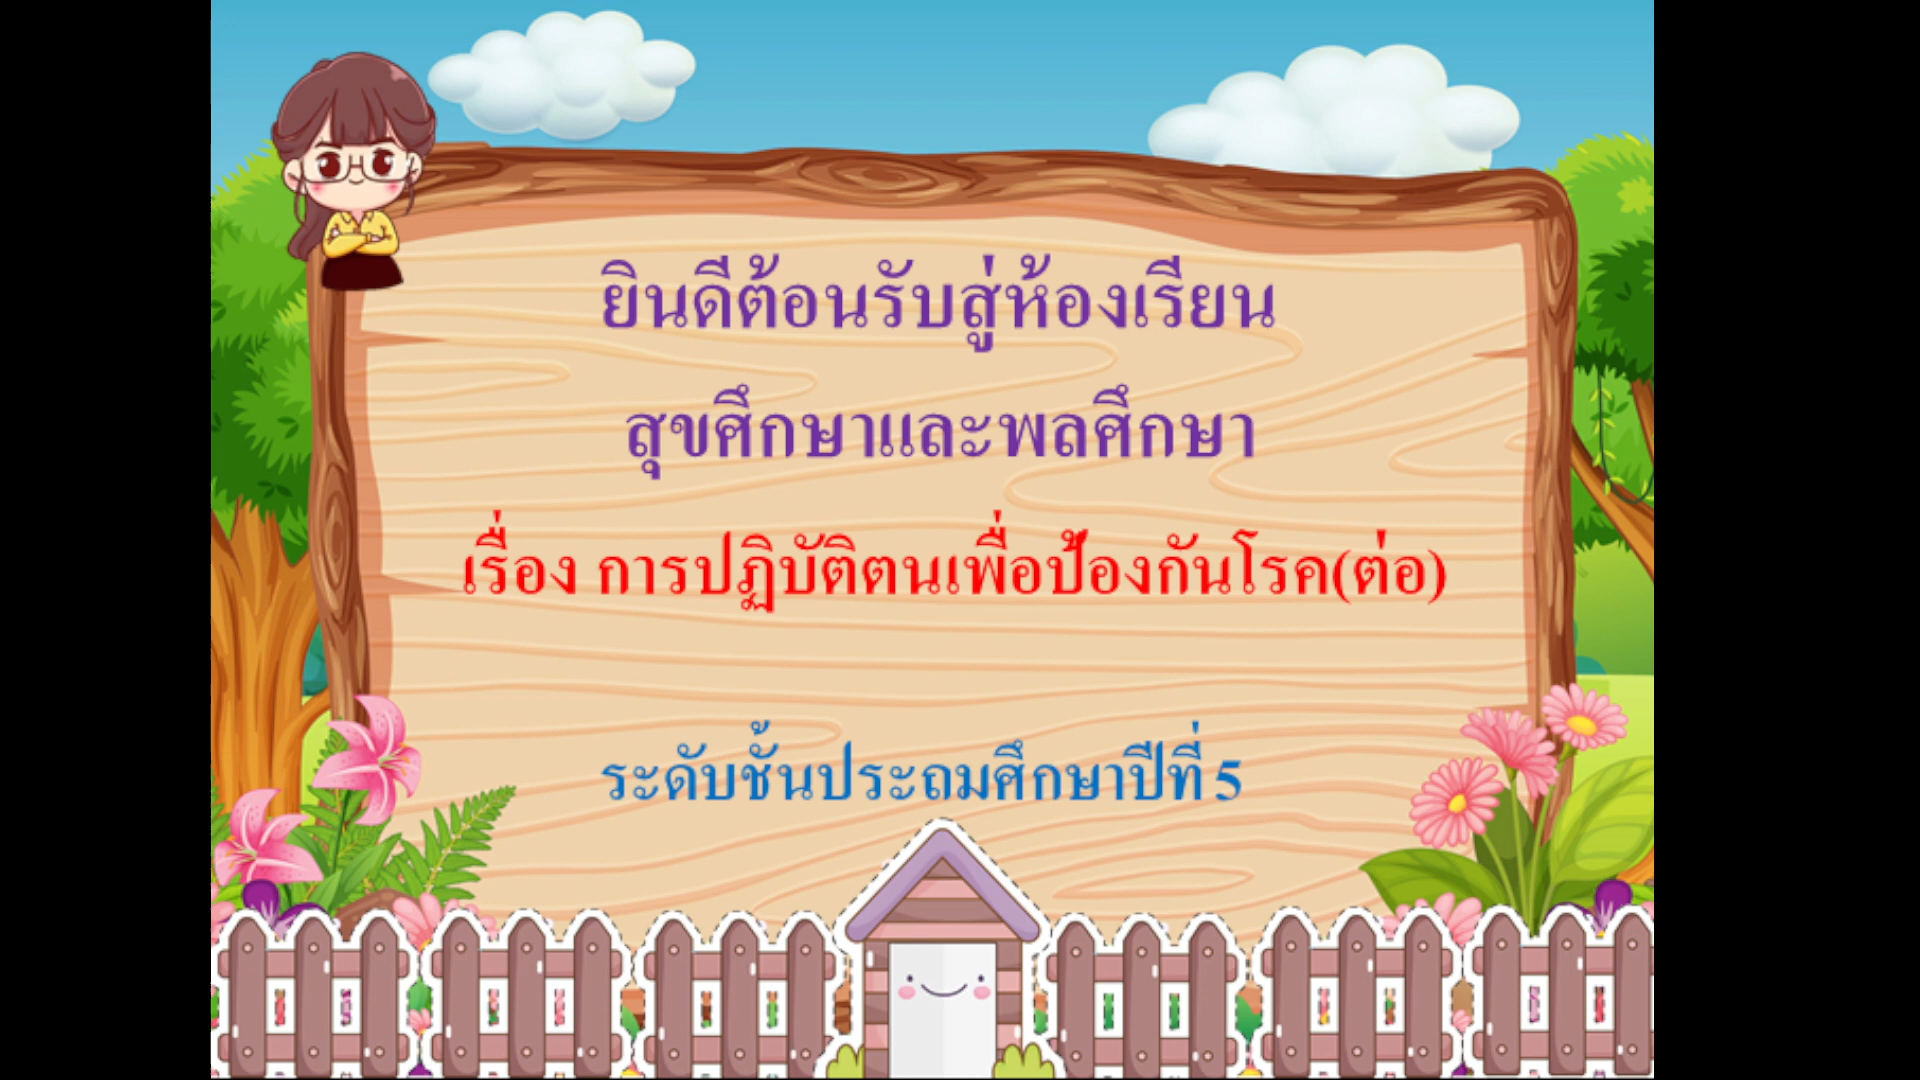 ยินดีต้อนรับสู่ห้องเรียน
สุขศึกษาและพลศึกษา
เรื่อง การปฏิบัติตนเพื่อป้องกันโรค(ต่อ)
ระดับชั้นประถมศึกษาปีที่ 5